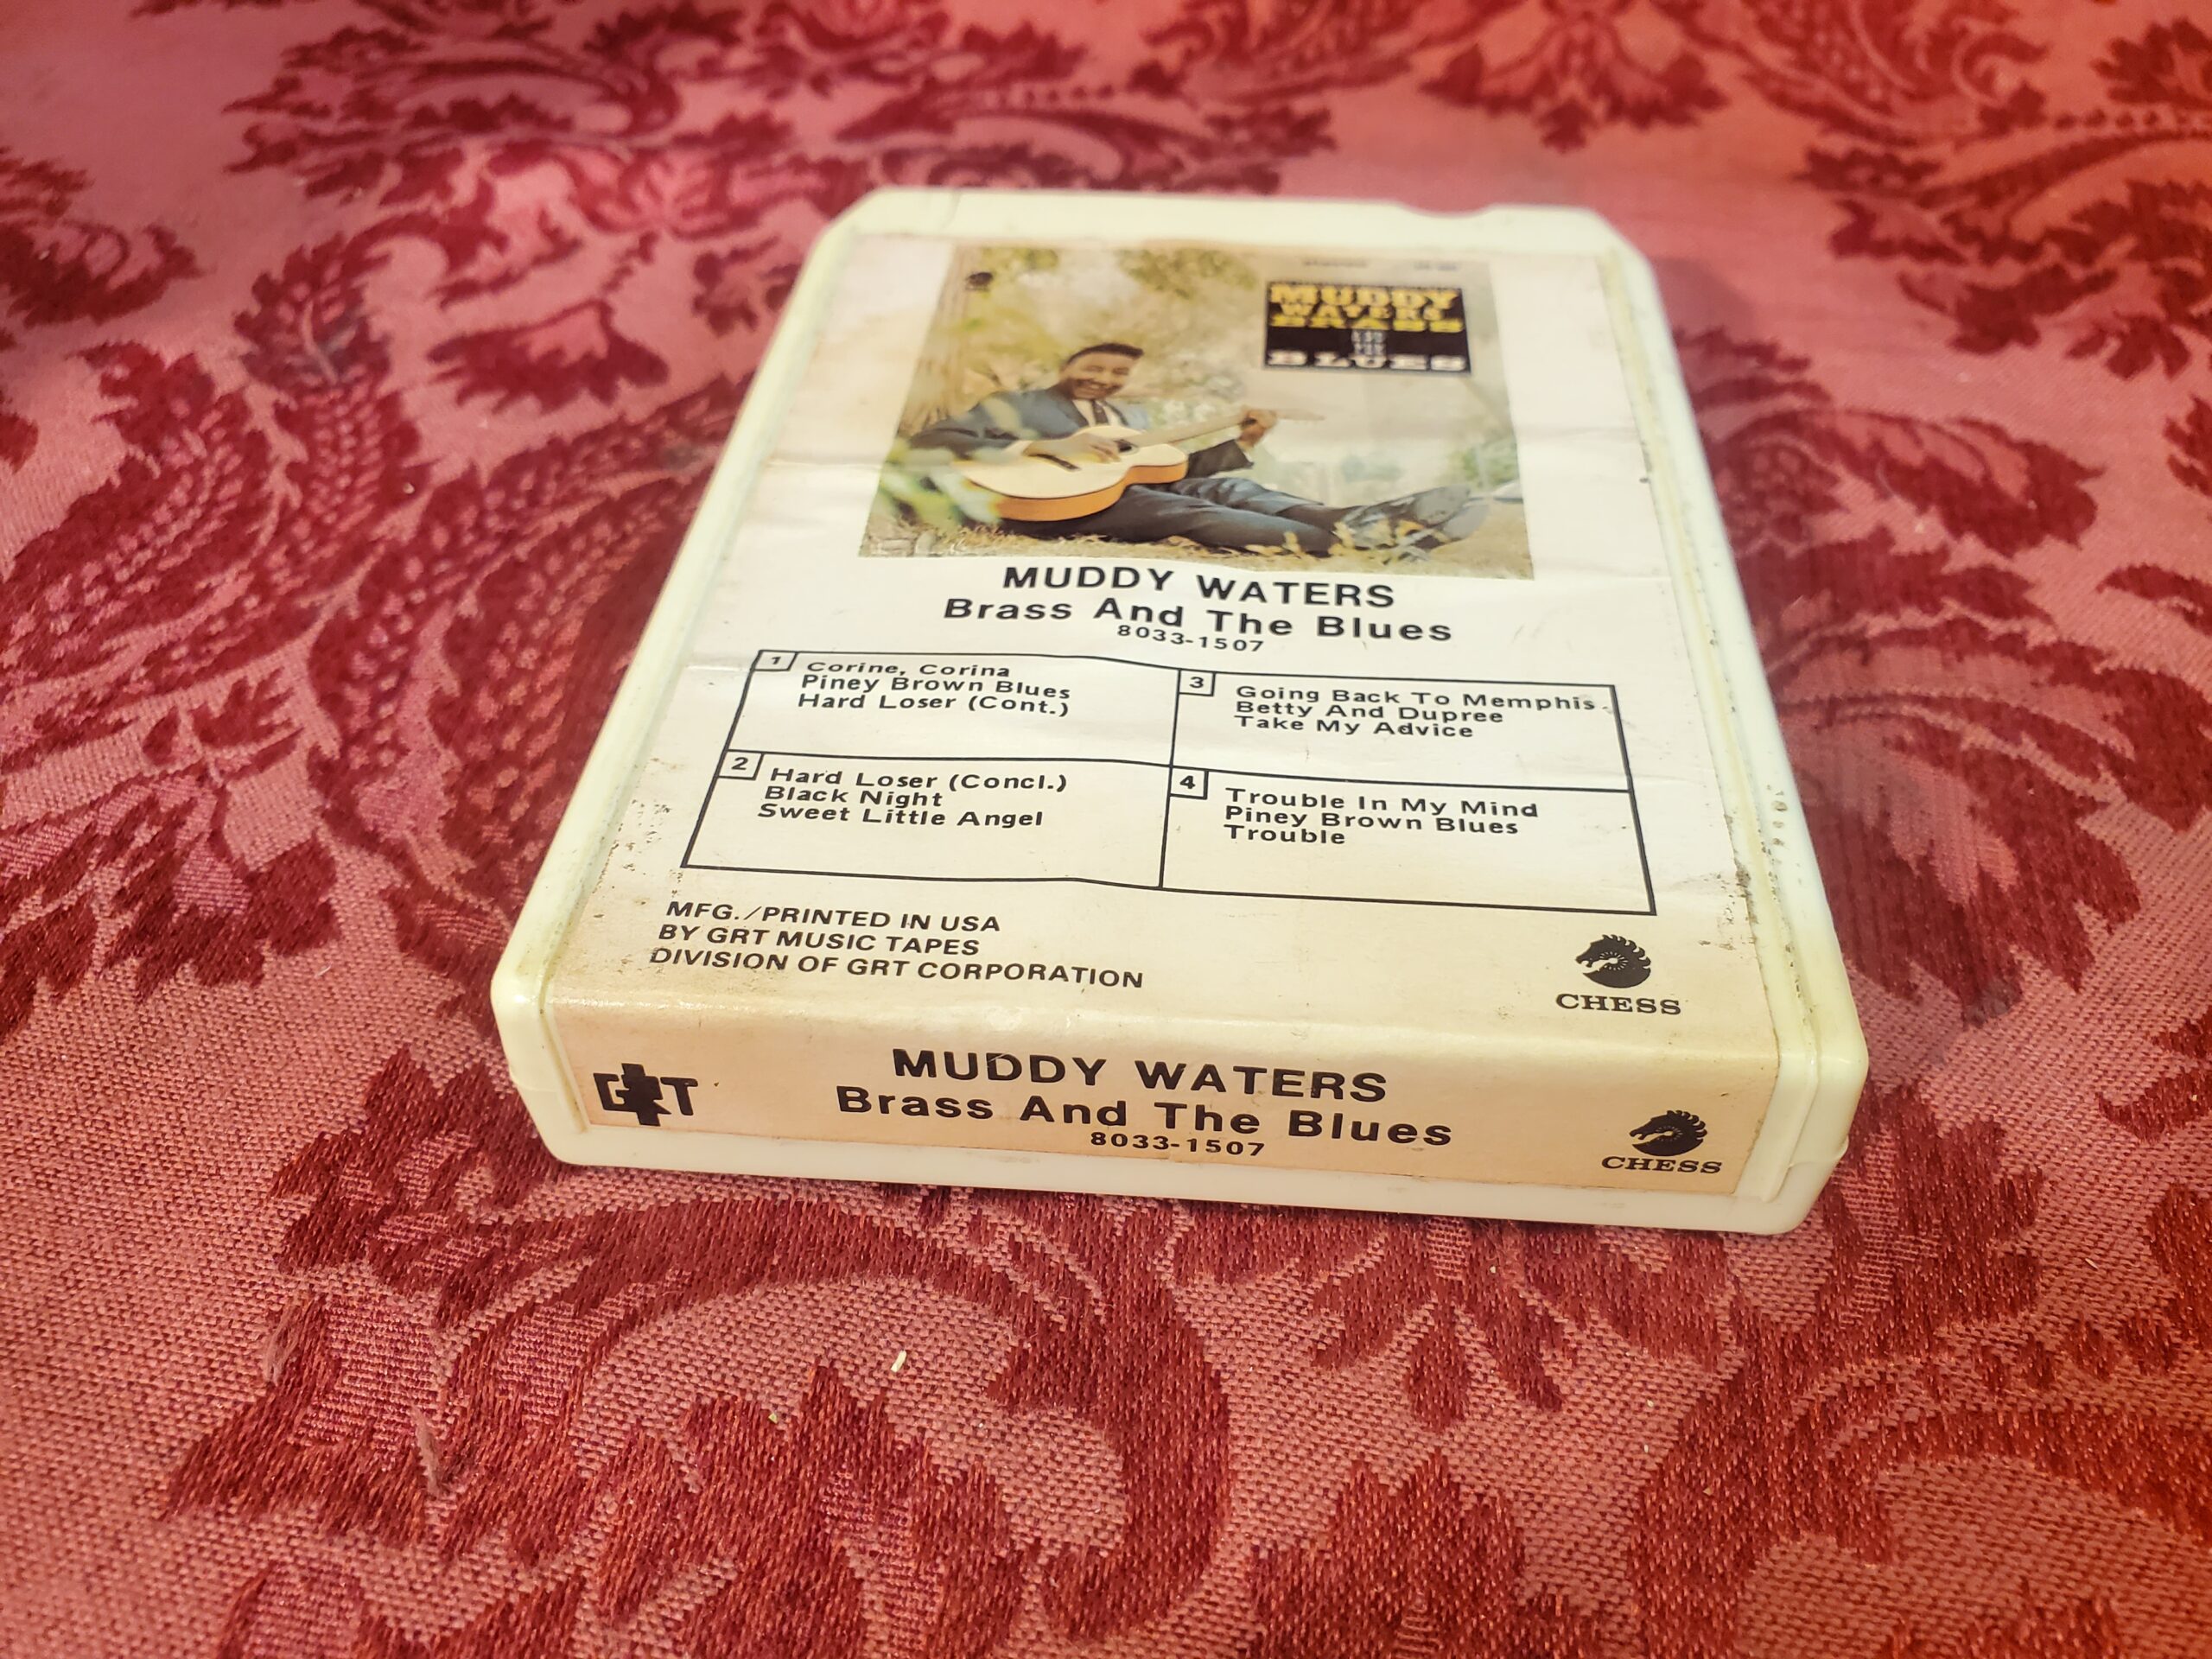 MUDDY
WATERS
BRASS
BLUES
MUDDY WATERS
Brass And The Blues
8033-1507
1
Corine, Corina
Piney Brown Blues
Hard Loser (Cont.)
2
Hard Loser (Concl.)
Black Night
Sweet Little Angel
3
Going Back To Memphis
Betty And Dupree
Take My Advice
4
Trouble In My Mind
Piney Brown Blues
Trouble
MFG./PRINTED IN USA
BY GRT MUSIC TAPES
DIVISION OF GRT CORPORATION
CHESS
GRT
MUDDY WATERS
Brass And The Blues
8033-1507
CHESS